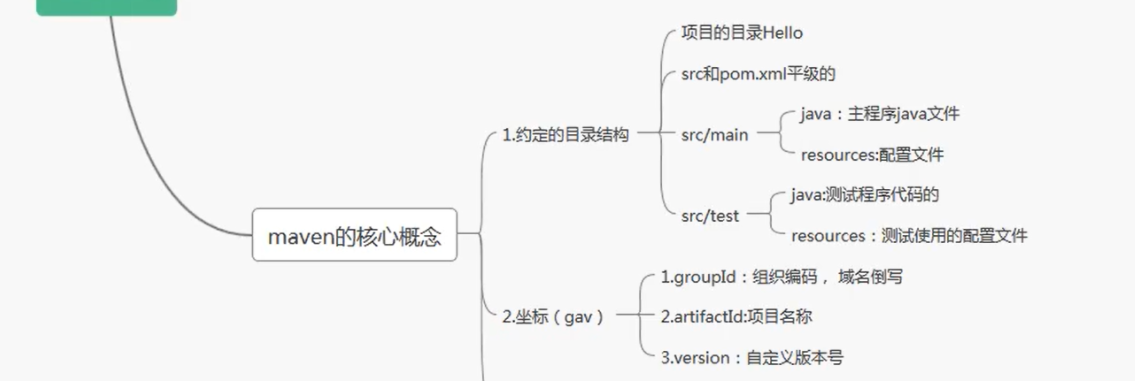 maven的核心概念
1.约定的目录结构
项目的目录Hello
src和pom.xml平级的
src/main
java：主程序java文件
resources:配置文件
src/test
java:测试程序代码的
resources：测试使用的配置文件
2.坐标（gav）
1.groupId：组织编码， 域名倒写
2.artifactId:项目名称
3.version：自定义版本号